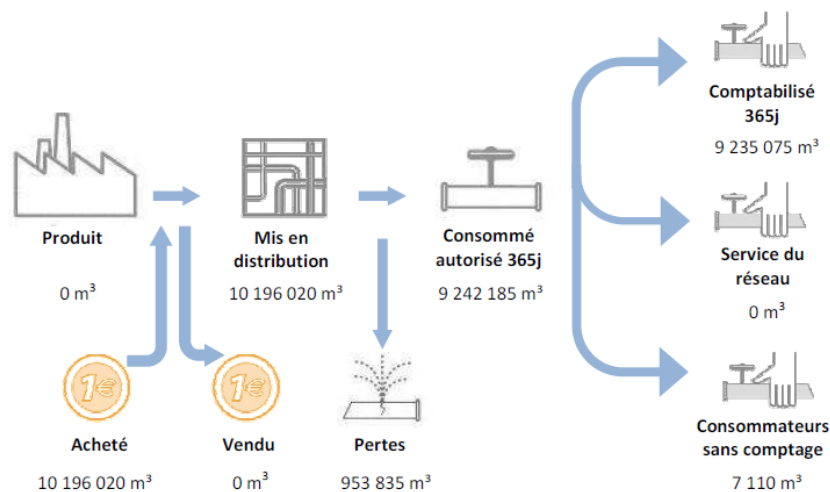 Produit
0 m³
Mis en
distribution
10 196 020 m³
Consommé
autorisé 365j
9 242 185 m³
Comptabilisé
365j
9 235 075 m³
Service du
réseau
0 m³
1€
Acheté
10 196 020 m³
1€
Vendu
0 m³
Pertes
953 835 m³
Consommateurs
sans comptage
7 110 m³